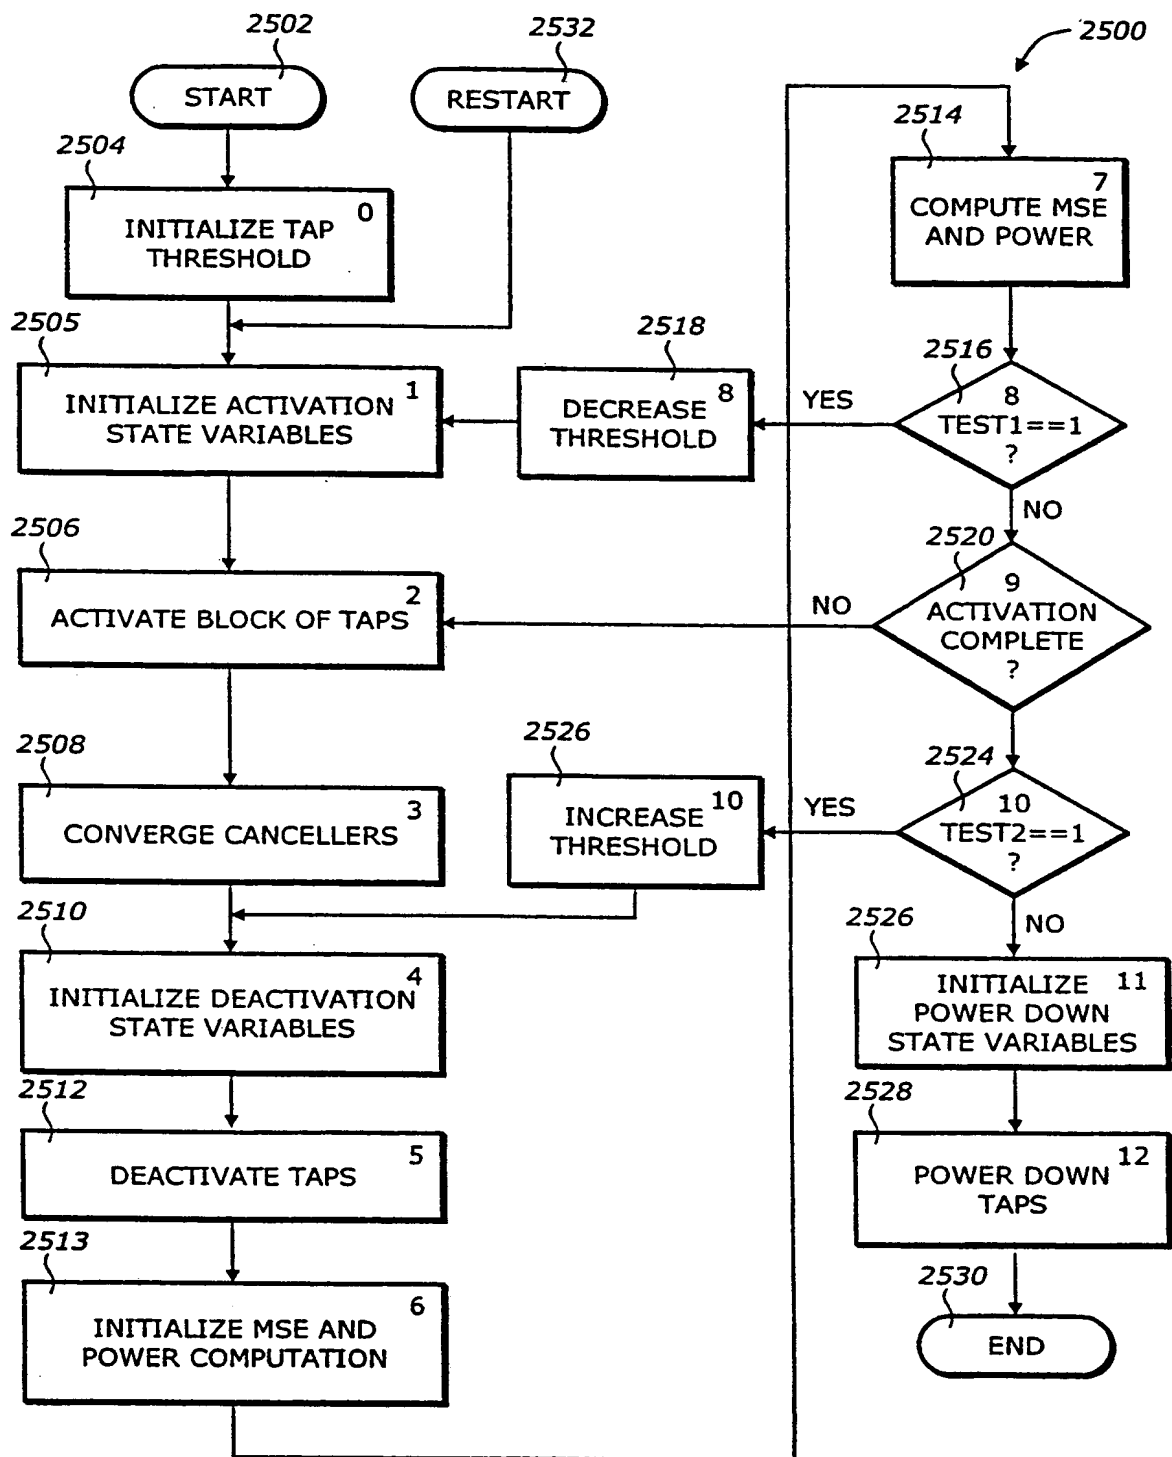 2502
START
2532
RESTART
2500
2504
0
INITIALIZE TAP
THRESHOLD
2505
1
INITIALIZE ACTIVATION
STATE VARIABLES
2518
8
DECREASE
THRESHOLD
YES
2506
2
ACTIVATE BLOCK OF TAPS
NO
2508
3
CONVERGE CANCELLERS
2526
10
INCREASE
THRESHOLD
YES
2510
4
INITIALIZE DEACTIVATION
STATE VARIABLES
2512
5
DEACTIVATE TAPS
2513
6
INITIALIZE MSE AND
POWER COMPUTATION
2514
7
COMPUTE MSE
AND POWER
2516
8
TEST1==1
?
NO
2520
9
ACTIVATION
COMPLETE
?
2524
10
TEST2==1
?
NO
2526
11
INITIALIZE
POWER DOWN
STATE VARIABLES
2528
12
POWER DOWN
TAPS
2530
END